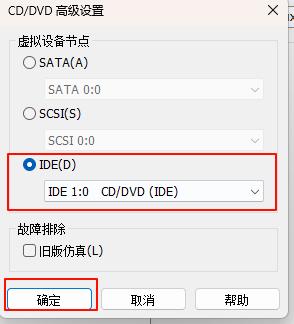 CD/DVD 高级设置
虚拟设备节点
SATA(A)
SATA 0:0
SCSI(S)
SCSI 0:0
IDE(D)
IDE 1:0 CD/DVD (IDE)
故障排除
旧版仿真(L)
确定 取消 帮助